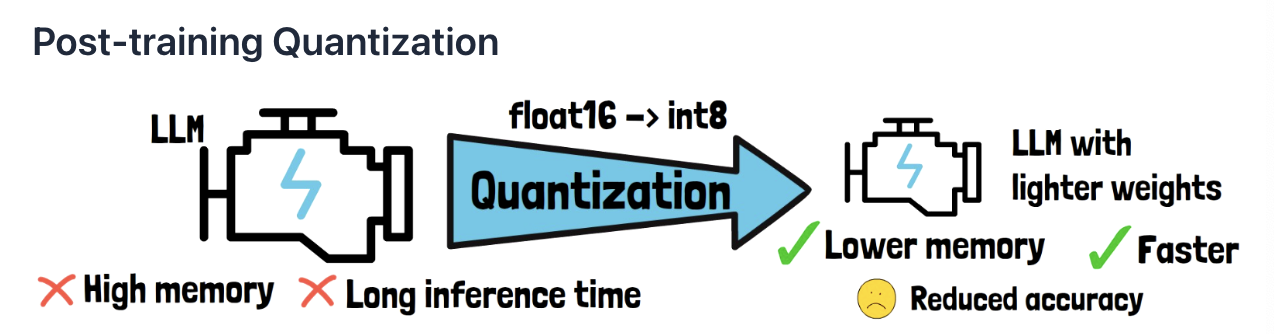 Post-training Quantization
LLM
float16 -> int8
Quantization
LLM with
lighter weights
High memory
Long inference time
Lower memory
Faster
Reduced accuracy